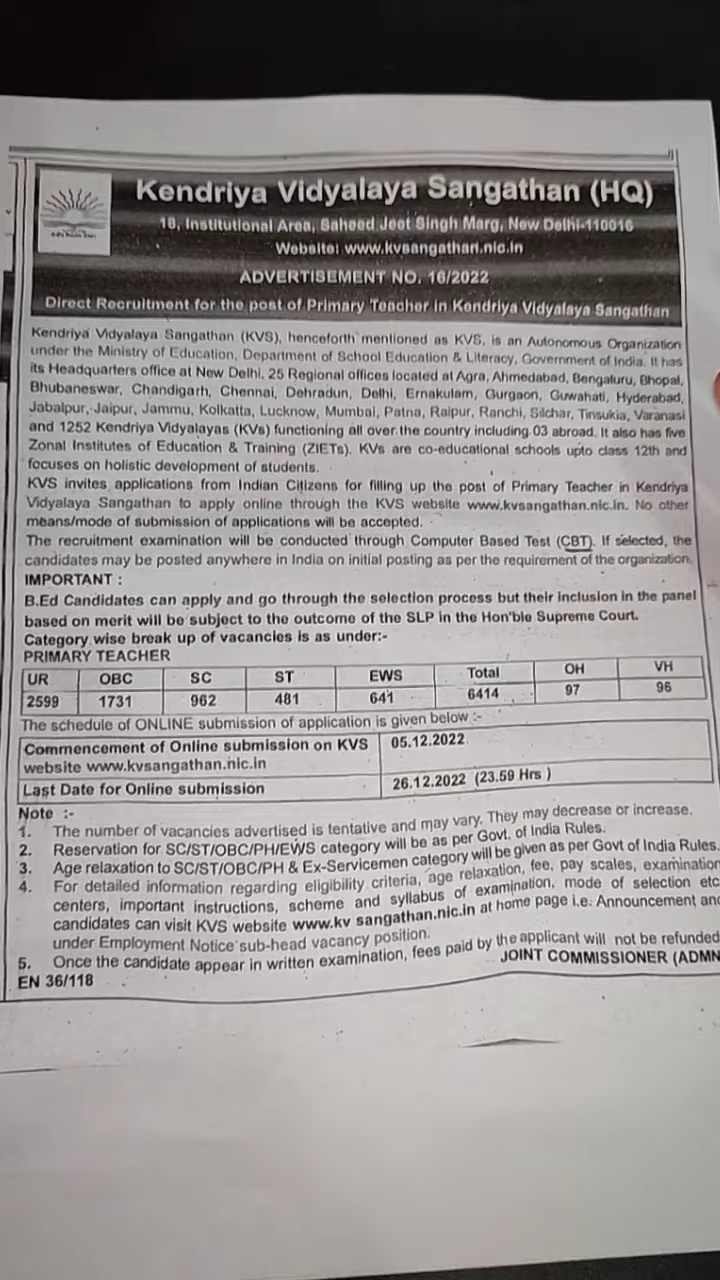 Kendriya Vidyalaya Sangathan (HQ)
18, Institutional Area, Saheed Jeet Singh Marg, New Delhi-110016
Website: www.kvsangathan.nic.in
ADVERTISEMENT NO. 16/2022
Direct Recruitment for the post of Primary Teacher in Kendriya Vidyalaya Sangathan
Kendriya Vidyalaya Sangathan (KVS), henceforth mentioned as KVS, is an Autonomous Organization
under the Ministry of Education, Department of School Education & Literacy, Government of India. It has
its Headquarters office at New Delhi, 25 Regional offices located at Agra, Ahmedabad, Bengaluru, Bhopal,
Bhubaneswar, Chandigarh, Chennai, Dehradun, Delhi, Ernakulam, Gurgaon, Guwahati, Hyderabad,
Jabalpur, Jaipur, Jammu, Kolkatta, Lucknow, Mumbai, Patna, Raipur, Ranchi, Silchar, Tinsukia, Varanasi
and 1252 Kendriya Vidyalayas (KVs) functioning all over the country including 03 abroad. It also has five
Zonal Institutes of Education & Training (ZIETs). KVs are co-educational schools upto class 12th and
focuses on holistic development of students.
KVS invites applications from Indian Citizens for filling up the post of Primary Teacher in Kendriya
Vidyalaya Sangathan to apply online through the KVS website www.kvsangathan.nic.in. No other
means/mode of submission of applications will be accepted.
The recruitment examination will be conducted through Computer Based Test (CBT). If selected, the
candidates may be posted anywhere in India on initial posting as per the requirement of the organization.
IMPORTANT :
B.Ed Candidates can apply and go through the selection process but their inclusion in the panel
based on merit will be subject to the outcome of the SLP in the Hon'ble Supreme Court.
Category wise break up of vacancies is as under:-
PRIMARY TEACHER
UR OBC SC ST EWS Total OH VH
2599 1731 962 481 641 6414 97 96
The schedule of ONLINE submission of application is given below :-
Commencement of Online submission on KVS 05.12.2022
website www.kvsangathan.nic.in
Last Date for Online submission 26.12.2022 (23.59 Hrs )
Note :-
1. The number of vacancies advertised is tentative and may vary. They may decrease or increase.
2. Reservation for SC/ST/OBC/PH/EWS category will be as per Govt. of India Rules.
3. Age relaxation to SC/ST/OBC/PH & Ex-Servicemen category will be given as per Govt of India Rules.
4. For detailed information regarding eligibility criteria, age relaxation, fee, pay scales, examination
centers, important instructions, scheme and syllabus of examination, mode of selection etc
candidates can visit KVS website www.kv sangathan.nic.in at home page i.e. Announcement and
under Employment Notice sub-head vacancy position.
5. Once the candidate appear in written examination, fees paid by the applicant will not be refunded
JOINT COMMISSIONER (ADMN
EN 36/118